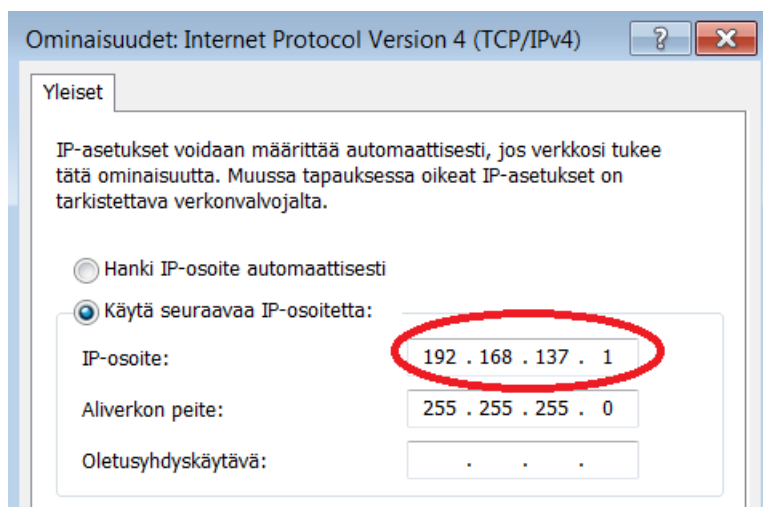 Ominaisuudet: Internet Protocol Version 4 (TCP/IPv4)
Yleiset
IP-asetukset voidaan määrittää automaattisesti, jos verkkosi tukee
tätä ominaisuutta. Muussa tapauksessa oikeat IP-asetukset on
tarkistettava verkonvalvojalta.
Hanki IP-osoite automaattisesti
Käytä seuraavaa IP-osoitetta:
IP-osoite: 192 . 168 . 137 . 1
Aliverkon peite: 255 . 255 . 255 . 0
Oletusyhdyskäytävä: . . .